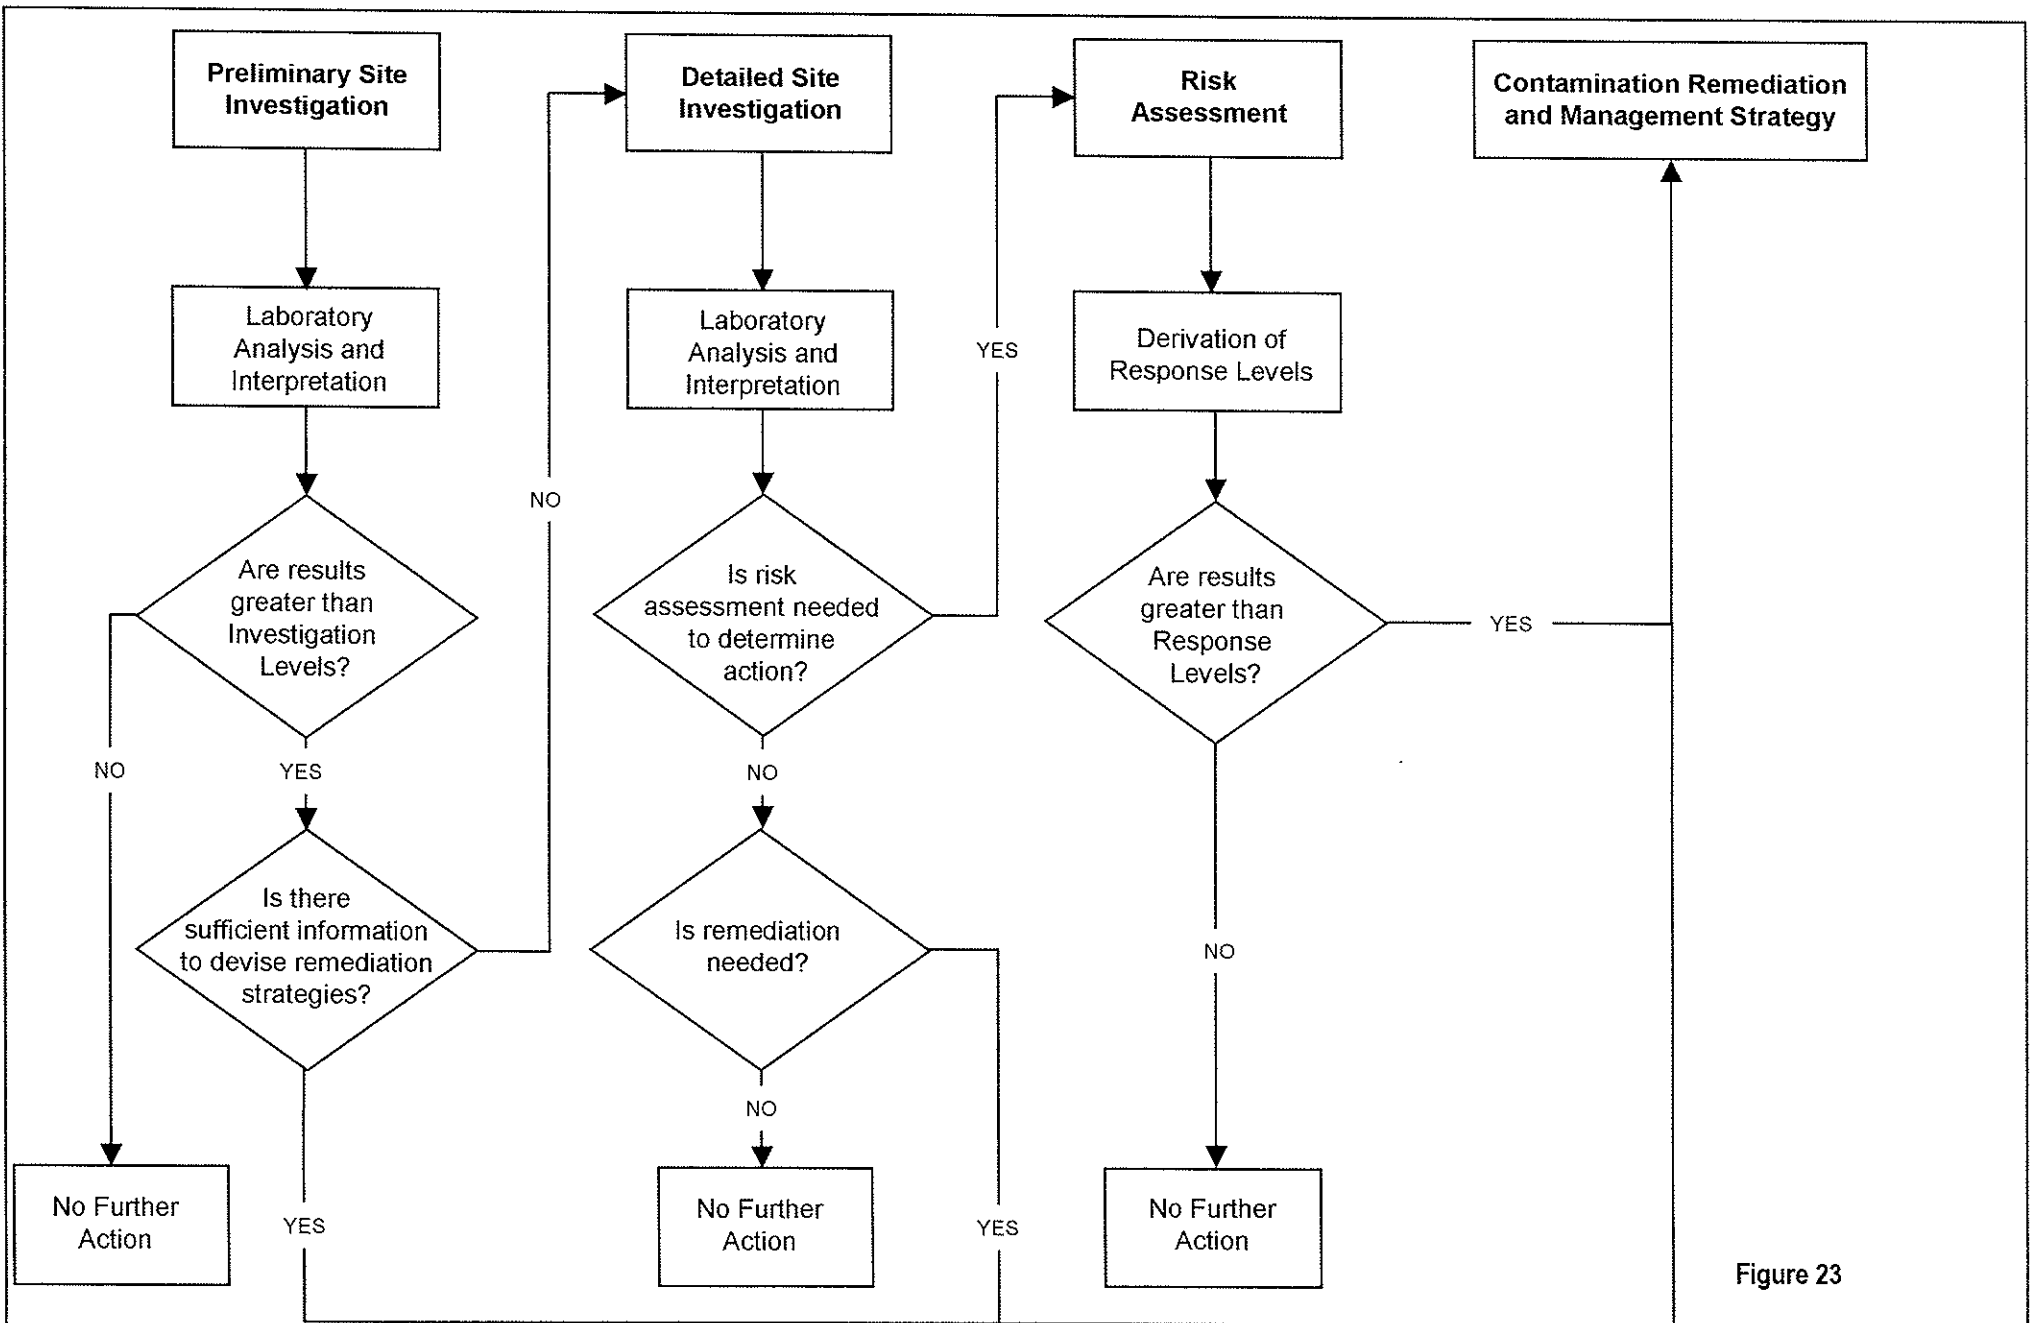 Preliminary Site
Investigation
Laboratory
Analysis and
Interpretation
Are results
greater than
Investigation
Levels?
NO
YES
Is there
sufficient information
to devise remediation
strategies?
No Further
Action
YES
NO
Detailed Site
Investigation
Laboratory
Analysis and
Interpretation
Is risk
assessment needed
to determine
action?
NO
Is remediation
needed?
NO
No Further
Action
YES
YES
Risk
Assessment
Derivation of
Response Levels
Are results
greater than
Response
Levels?
NO
No Further
Action
YES
Contamination Remediation
and Management Strategy
Figure 23